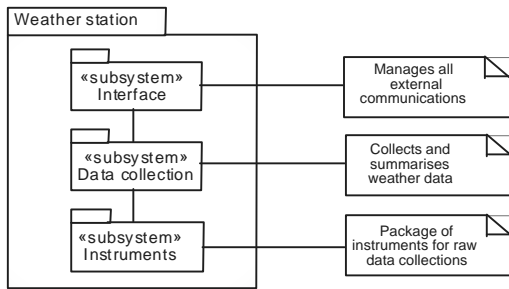 Weather station
«subsystem»
Interface
Manages all
external
communications
«subsystem»
Data collection
Collects and
summarises
weather data
«subsystem»
Instruments
Package of
instruments for raw
data collections